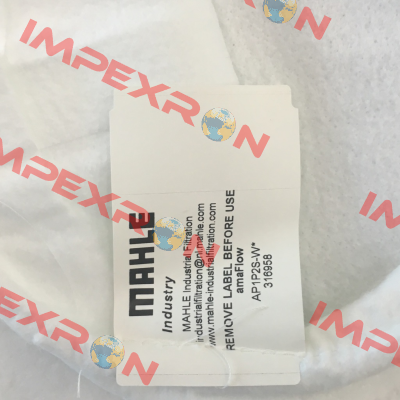 MAHLE
Industry
MAHLE Industrial Filtration
industrialfiltration@nl.mahle.com
www.mahle-industrialfiltration.com
REMOVE LABEL BEFORE USE
amaFlow
AP1P2S-W*
316958
IMPEXRON
IMPEXRON
IMPEXRON
IMPEXRON
IMPEXRON